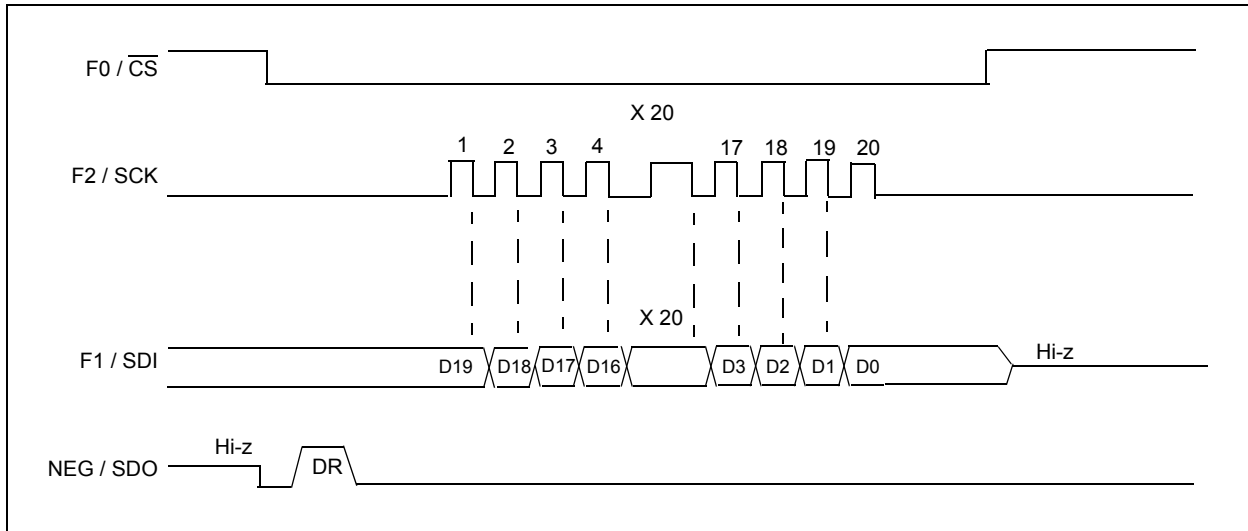 F0 / CS
X 20
1 2 3 4 17 18 19 20
F2 / SCK
X 20
F1 / SDI
D19 D18 D17 D16 D3 D2 D1 D0
Hi-z
Hi-z
NEG / SDO
DR